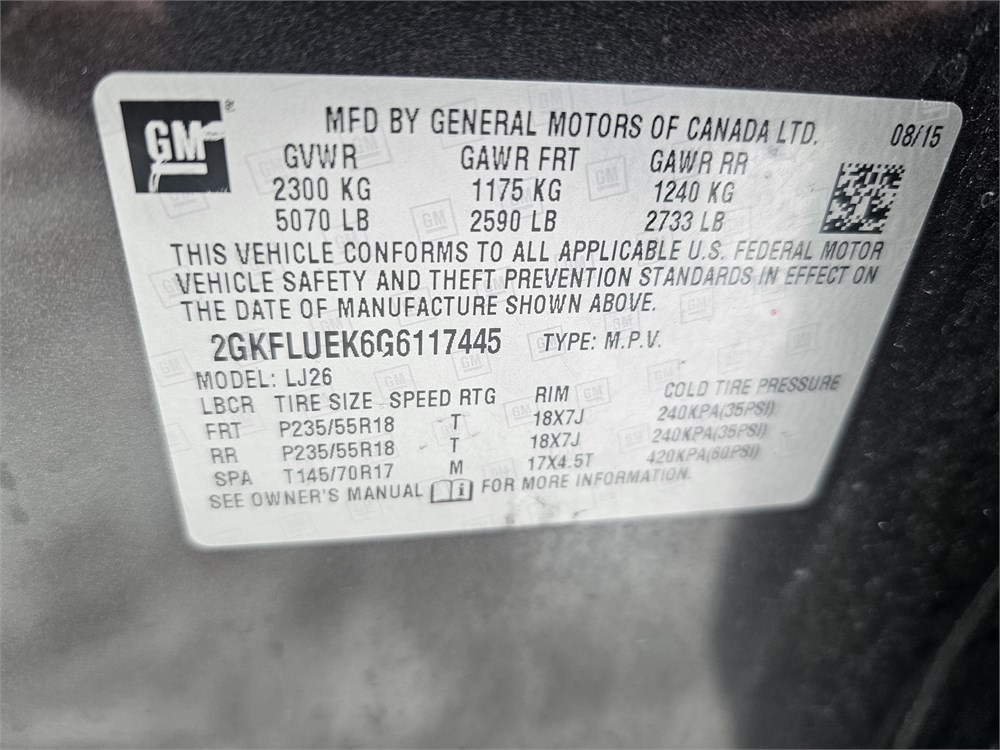 GM ®
MFD BY GENERAL MOTORS OF CANADA LTD. 08/15
GVWR GAWR FRT GAWR RR
2300 KG 1175 KG 1240 KG
5070 LB 2590 LB 2733 LB
THIS VEHICLE CONFORMS TO ALL APPLICABLE U.S. FEDERAL MOTOR
VEHICLE SAFETY AND THEFT PREVENTION STANDARDS IN EFFECT ON
THE DATE OF MANUFACTURE SHOWN ABOVE.
2GKFLUEK6G6117445 TYPE: M.P.V.
MODEL: LJ26
LBCR TIRE SIZE SPEED RTG RIM COLD TIRE PRESSURE
FRT P235/55R18 T 18X7J 240KPA(35PSI)
RR P235/55R18 T 18X7J 240KPA(35PSI)
SPA T145/70R17 M 17X4.5T 420KPA(60PSI)
SEE OWNER'S MANUAL i FOR MORE INFORMATION.